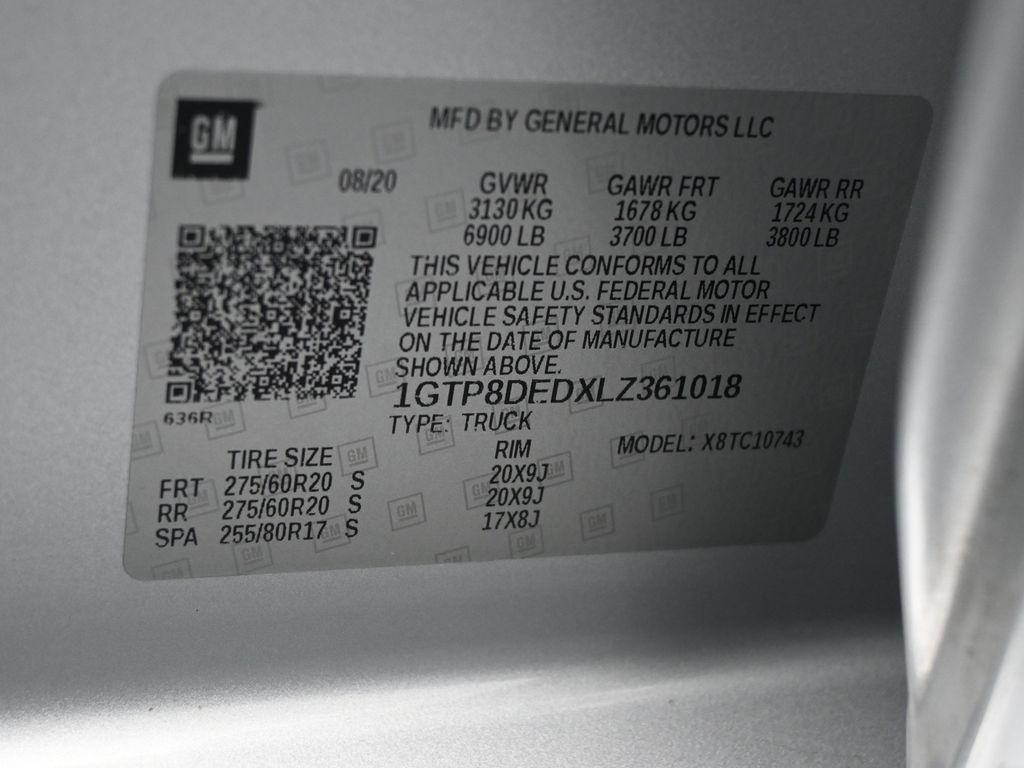 GM
MFD BY GENERAL MOTORS LLC
08/20 GVWR GAWR FRT GAWR RR
3130 KG 1678 KG 1724 KG
6900 LB 3700 LB 3800 LB
THIS VEHICLE CONFORMS TO ALL
APPLICABLE U.S. FEDERAL MOTOR
VEHICLE SAFETY STANDARDS IN EFFECT
ON THE DATE OF MANUFACTURE
SHOWN ABOVE.
1GTP8DEDXLZ361018
636R
TYPE: TRUCK
MODEL: X8TC10743
TIRE SIZE RIM
FRT 275/60R20 S 20X9J
RR 275/60R20 S 20X9J
SPA 255/80R17 S 17X8J